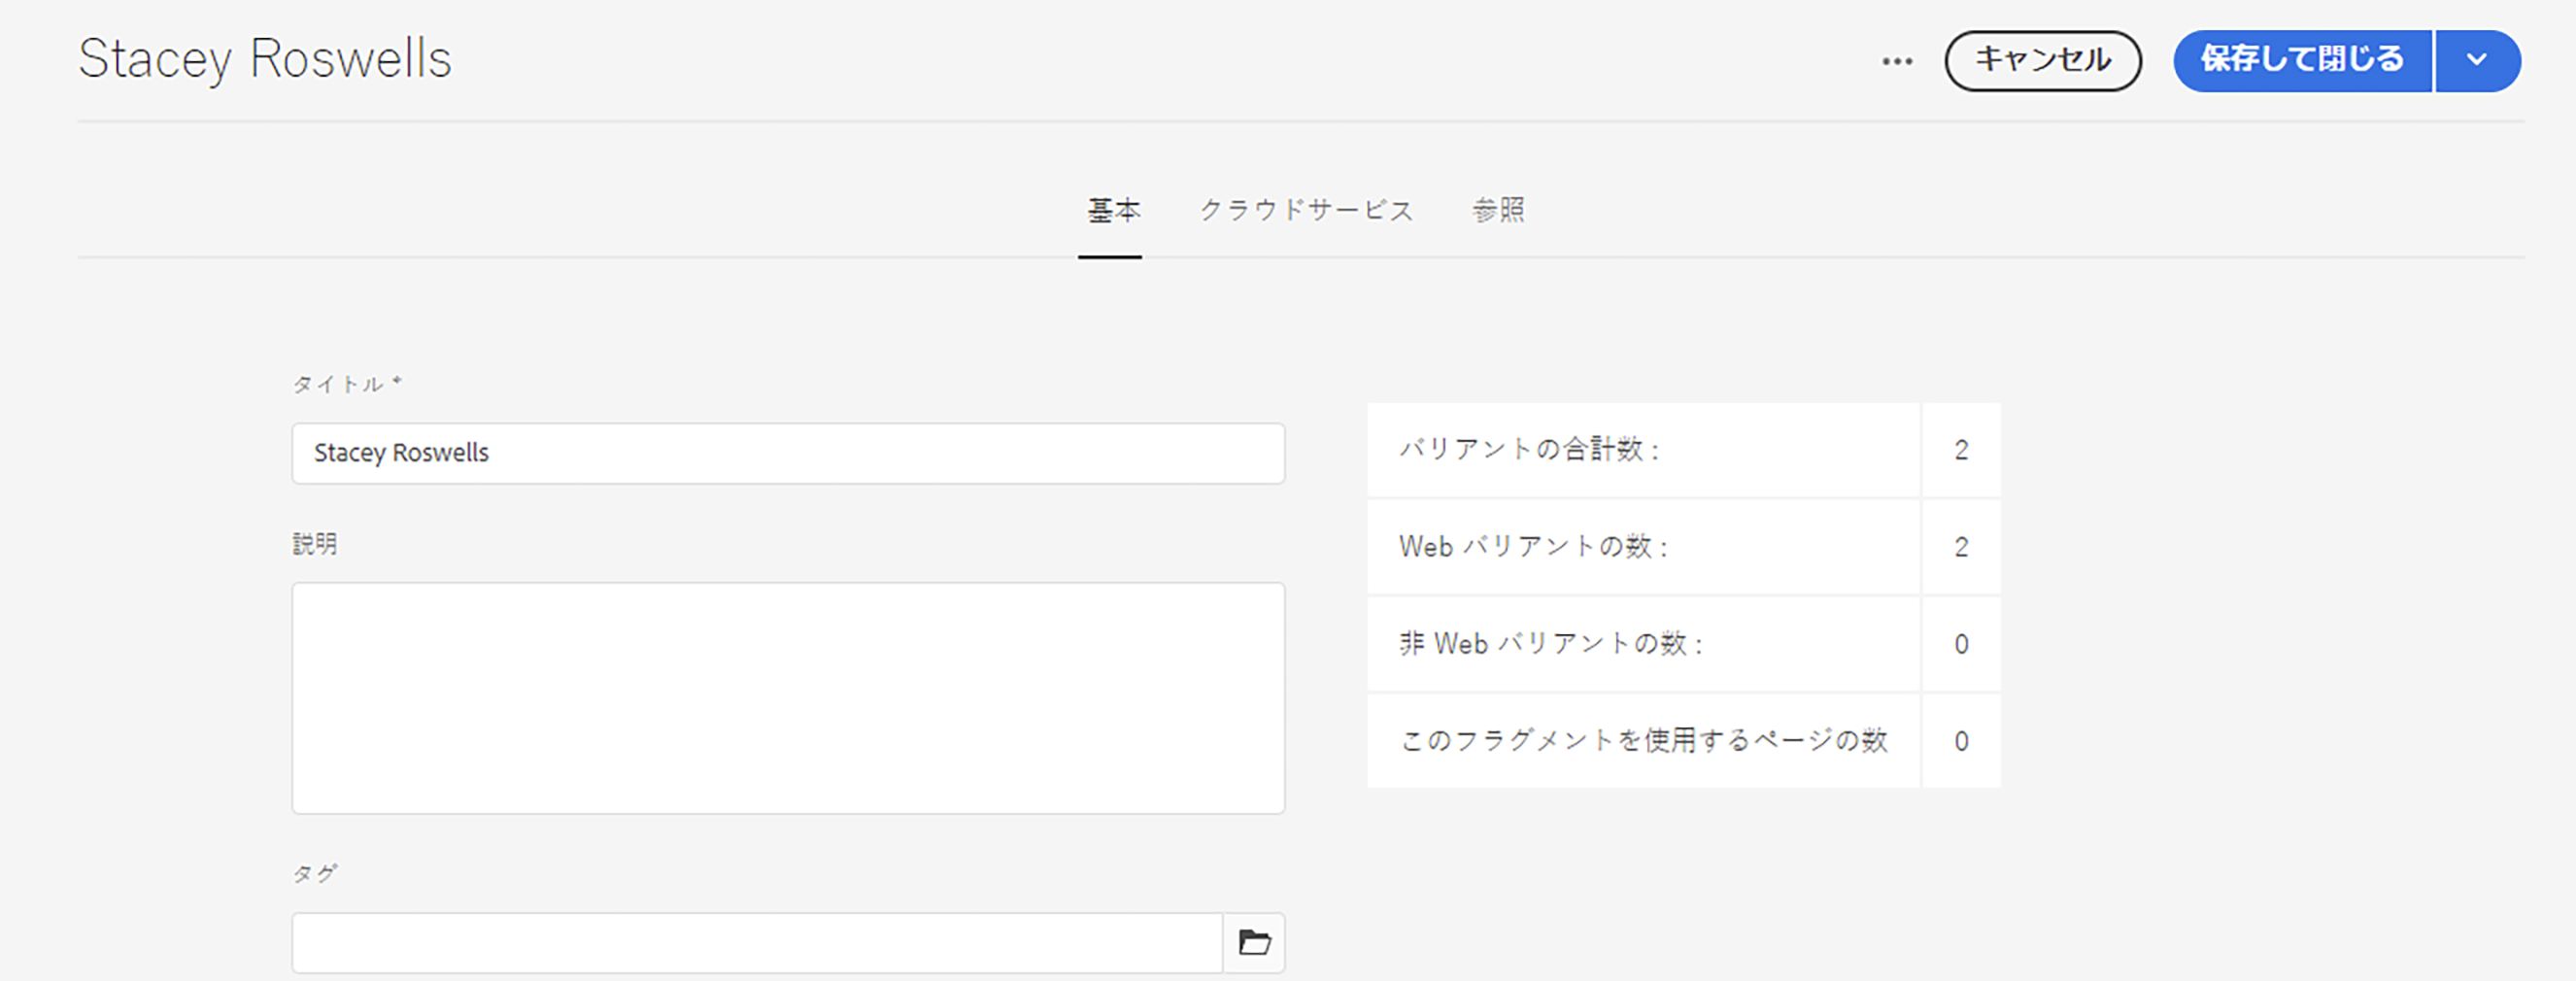 Stacey Roswells
••• キャンセル 保存して閉じる
基本 クラウドサービス 参照
タイトル *
Stacey Roswells
説明
タグ
バリアントの合計数 : 2
Web バリアントの数 : 2
非 Web バリアントの数 : 0
このフラグメントを使用するページの数 0